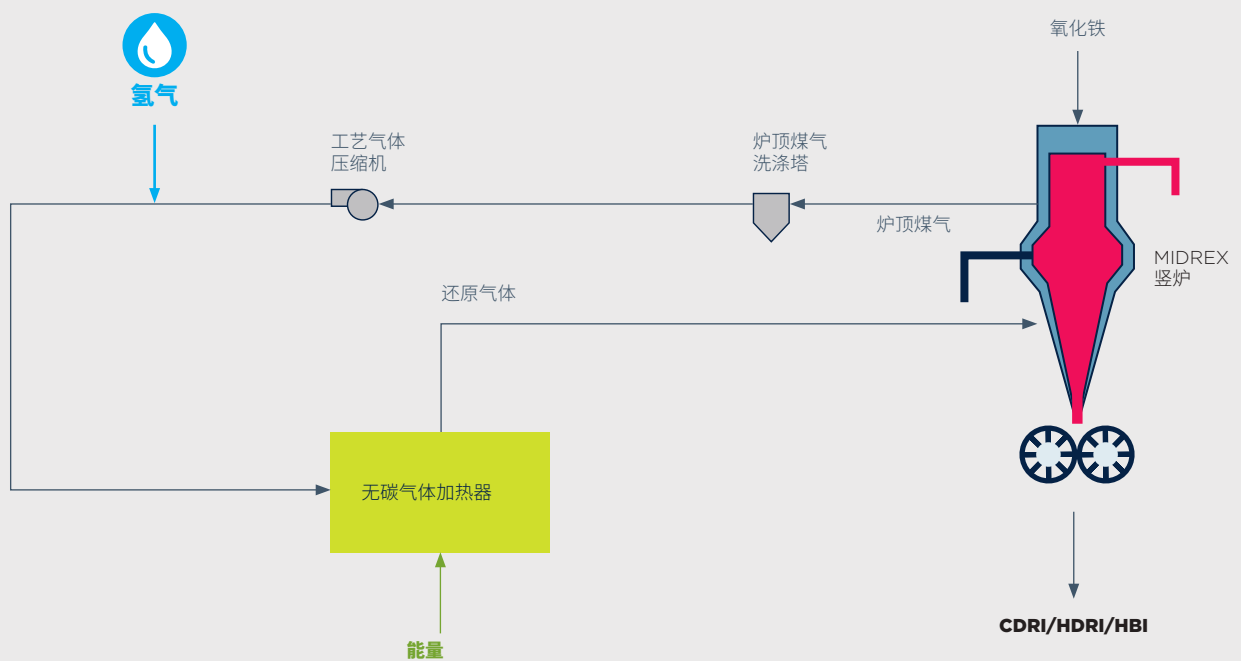 氧化铁
氢气
工艺气体
压缩机
炉顶煤气
洗涤塔
炉顶煤气
MIDREX
竖炉
还原气体
无碳气体加热器
CDRI/HDRI/HBI
能量